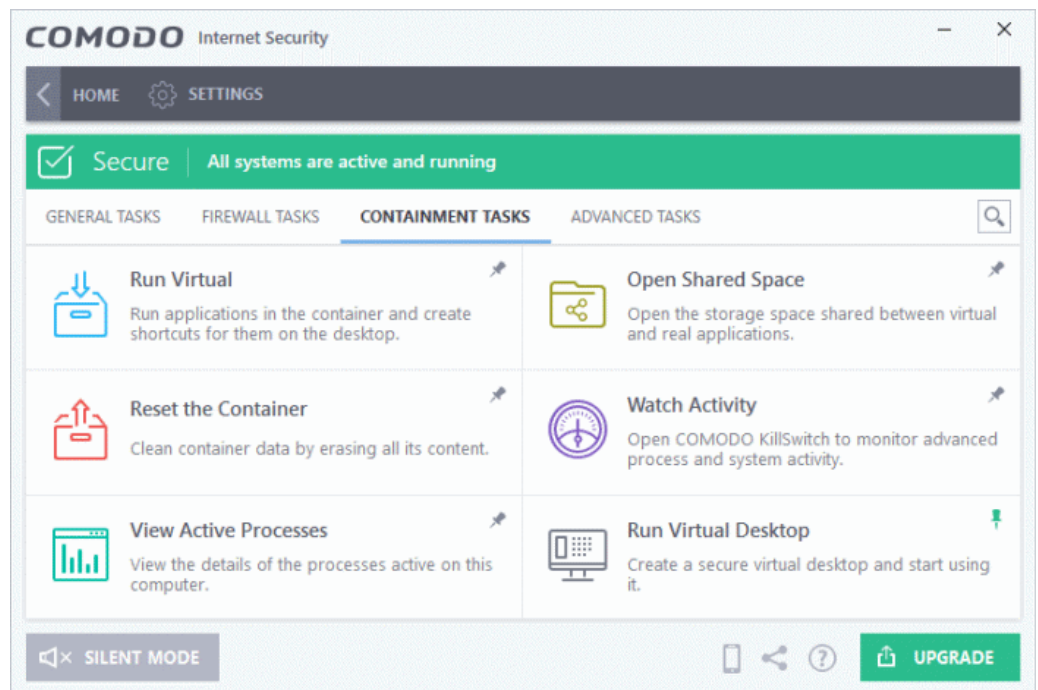 COMODO Internet Security
HOME SETTINGS
Secure All systems are active and running
GENERAL TASKS FIREWALL TASKS CONTAINMENT TASKS ADVANCED TASKS
Run Virtual
Run applications in the container and create
shortcuts for them on the desktop.
Open Shared Space
Open the storage space shared between virtual
and real applications.
Reset the Container
Clean container data by erasing all its content.
Watch Activity
Open COMODO KillSwitch to monitor advanced
process and system activity.
View Active Processes
View the details of the processes active on this
computer.
Run Virtual Desktop
Create a secure virtual desktop and start using
it.
SILENT MODE
UPGRADE